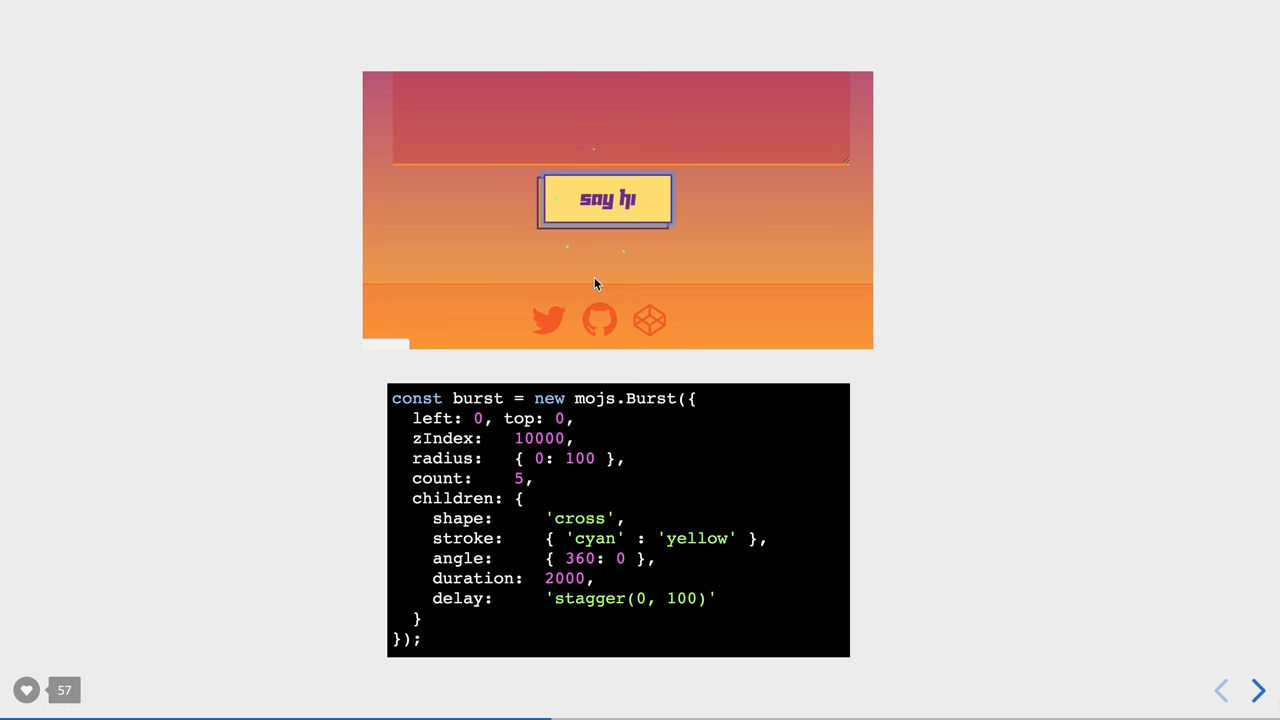 say hi
const burst = new mojs.Burst({
  left: 0, top: 0,
  zIndex:   10000,
  radius:   { 0: 100 },
  count:    5,
  children: {
    shape:     'cross',
    stroke:    { 'cyan' : 'yellow' },
    angle:     { 360: 0 },
    duration:  2000,
    delay:     'stagger(0, 100)'
  }
});
57